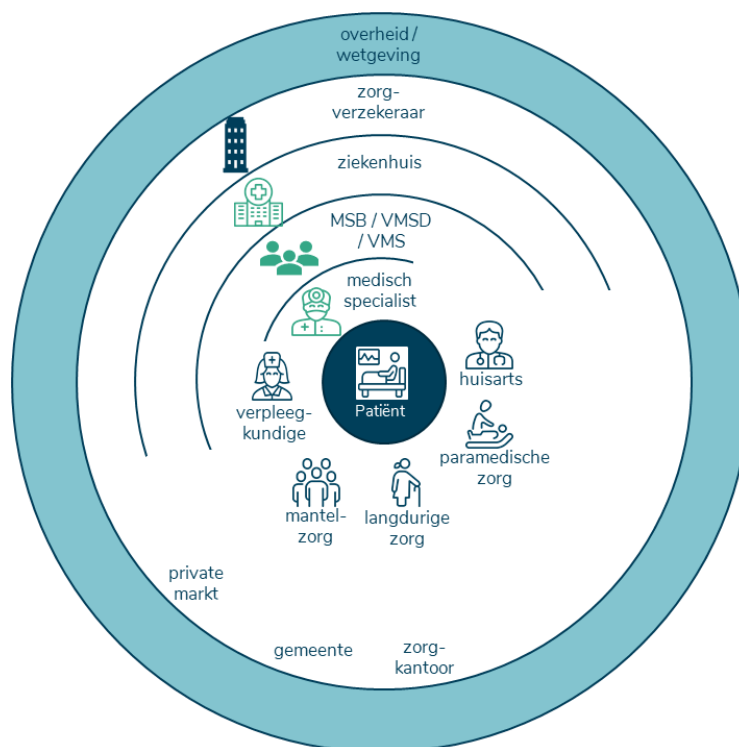 overheid /
wetgeving
zorg-
verzekeraar
ziekenhuis
MSB / VMSD
/ VMS
medisch
specialist
huisarts
Patiënt
verpleeg-
kundige
paramedische
zorg
mantel-
zorg
langdurige
zorg
private
markt
gemeente
zorg-
kantoor